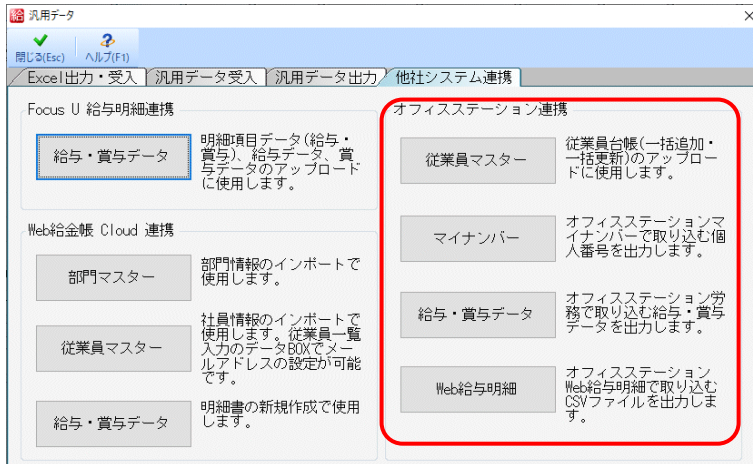 給 汎用データ
閉じる(Esc) ヘルプ(F1)
Excel出力・受入 汎用データ受入 汎用データ出力 他社システム連携
Focus U 給与明細連携
給与・賞与データ
明細項目データ(給与・
賞与)、給与データ、賞
与データのアップロード
に使用します。
Web給金帳 Cloud 連携
部門マスター
部門情報のインポートで
使用します。
従業員マスター
社員情報のインポートで
使用します。従業員一覧
入力のデータBOXでメー
ルアドレスの設定が可能
です。
給与・賞与データ
明細書の新規作成で使用
します。
オフィスステーション連携
従業員マスター
従業員台帳(一括追加・
一括更新)のアップロー
ドに使用します。
マイナンバー
オフィスステーションマ
イナンバーで取り込む個
人番号を出力します。
給与・賞与データ
オフィスステーション労
務で取り込む給与・賞与
データを出力します。
Web給与明細
オフィスステーション
Web給与明細で取り込む
CSVファイルを出力しま
す。